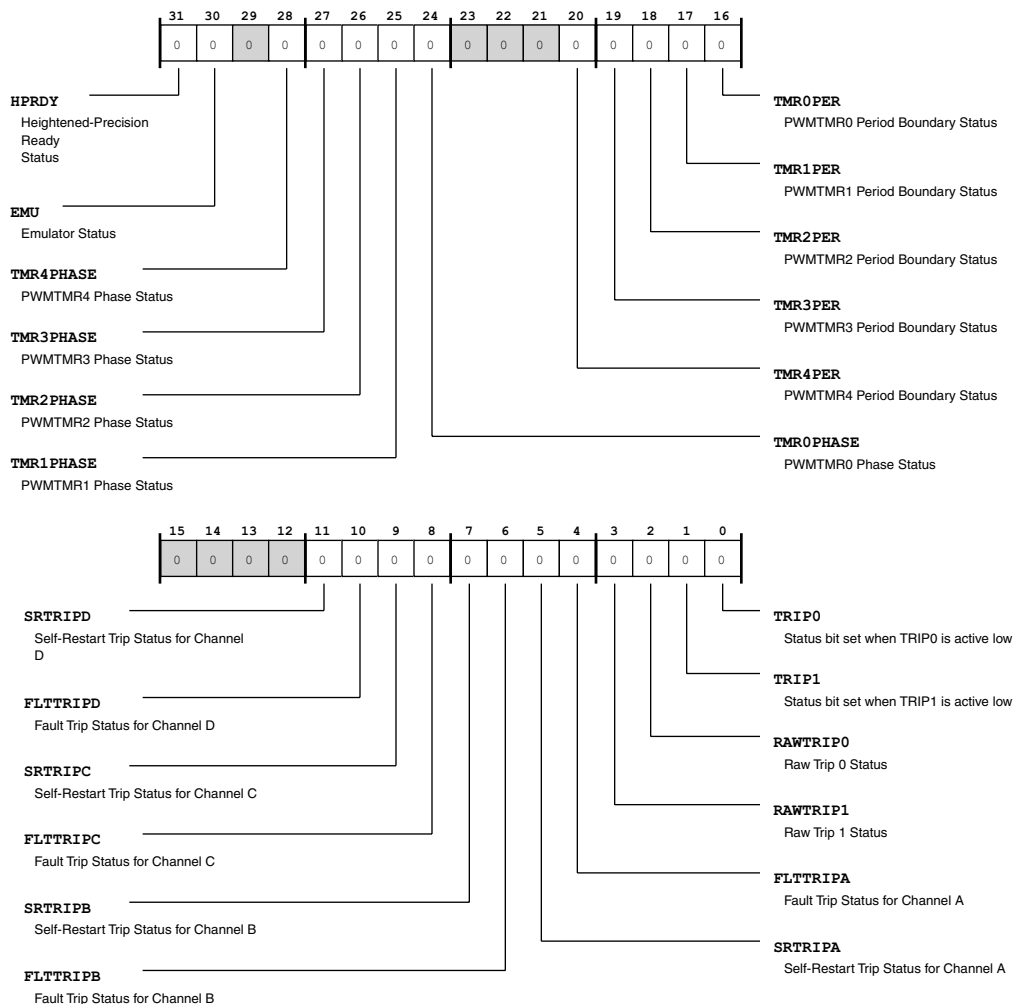 31 30 29 28 27 26 25 24 23 22 21 20 19 18 17 16
0 0 0 0 0 0 0 0 0 0 0 0 0 0 0 0
HPRDY
Heightened-Precision
Ready
Status
EMU
Emulator Status
TMR4PHASE
PWMTMR4 Phase Status
TMR3PHASE
PWMTMR3 Phase Status
TMR2PHASE
PWMTMR2 Phase Status
TMR1PHASE
PWMTMR1 Phase Status
TMR0PER
PWMTMR0 Period Boundary Status
TMR1PER
PWMTMR1 Period Boundary Status
TMR2PER
PWMTMR2 Period Boundary Status
TMR3PER
PWMTMR3 Period Boundary Status
TMR4PER
PWMTMR4 Period Boundary Status
TMR0PHASE
PWMTMR0 Phase Status
15 14 13 12 11 10 9 8 7 6 5 4 3 2 1 0
0 0 0 0 0 0 0 0 0 0 0 0 0 0 0 0
SRTRIPD
Self-Restart Trip Status for Channel
D
FLTTRIPD
Fault Trip Status for Channel D
SRTRIPC
Self-Restart Trip Status for Channel C
FLTTRIPC
Fault Trip Status for Channel C
SRTRIPB
Self-Restart Trip Status for Channel B
FLTTRIPB
Fault Trip Status for Channel B
TRIP0
Status bit set when TRIP0 is active low
TRIP1
Status bit set when TRIP1 is active low
RAWTRIP0
Raw Trip 0 Status
RAWTRIP1
Raw Trip 1 Status
FLTTRIPA
Fault Trip Status for Channel A
SRTRIPA
Self-Restart Trip Status for Channel A